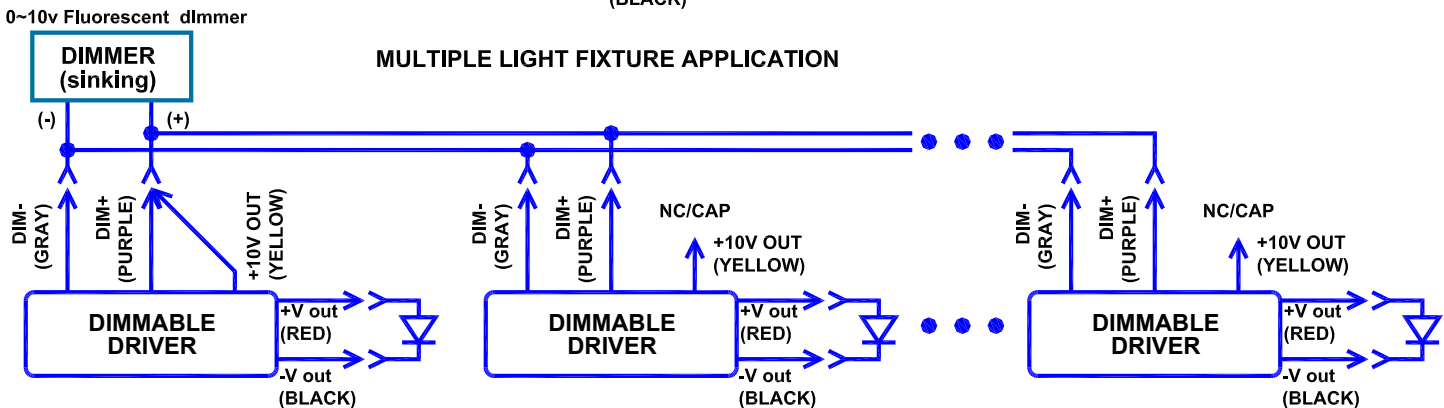 (BLACK)
0~10v Fluorescent dImmer
DIMMER
(sinking)
MULTIPLE LIGHT FIXTURE APPLICATION
(-)
(+)
DIM-
(GRAY)
DIM+
(PURPLE)
+10V OUT
(YELLOW)
DIM-
(GRAY)
DIM+
(PURPLE)
NC/CAP
+10V OUT
(YELLOW)
DIM-
(GRAY)
DIM+
(PURPLE)
NC/CAP
+10V OUT
(YELLOW)
DIMMABLE
DRIVER
+V out
(RED)
-V out
(BLACK)
DIMMABLE
DRIVER
+V out
(RED)
-V out
(BLACK)
DIMMABLE
DRIVER
+V out
(RED)
-V out
(BLACK)